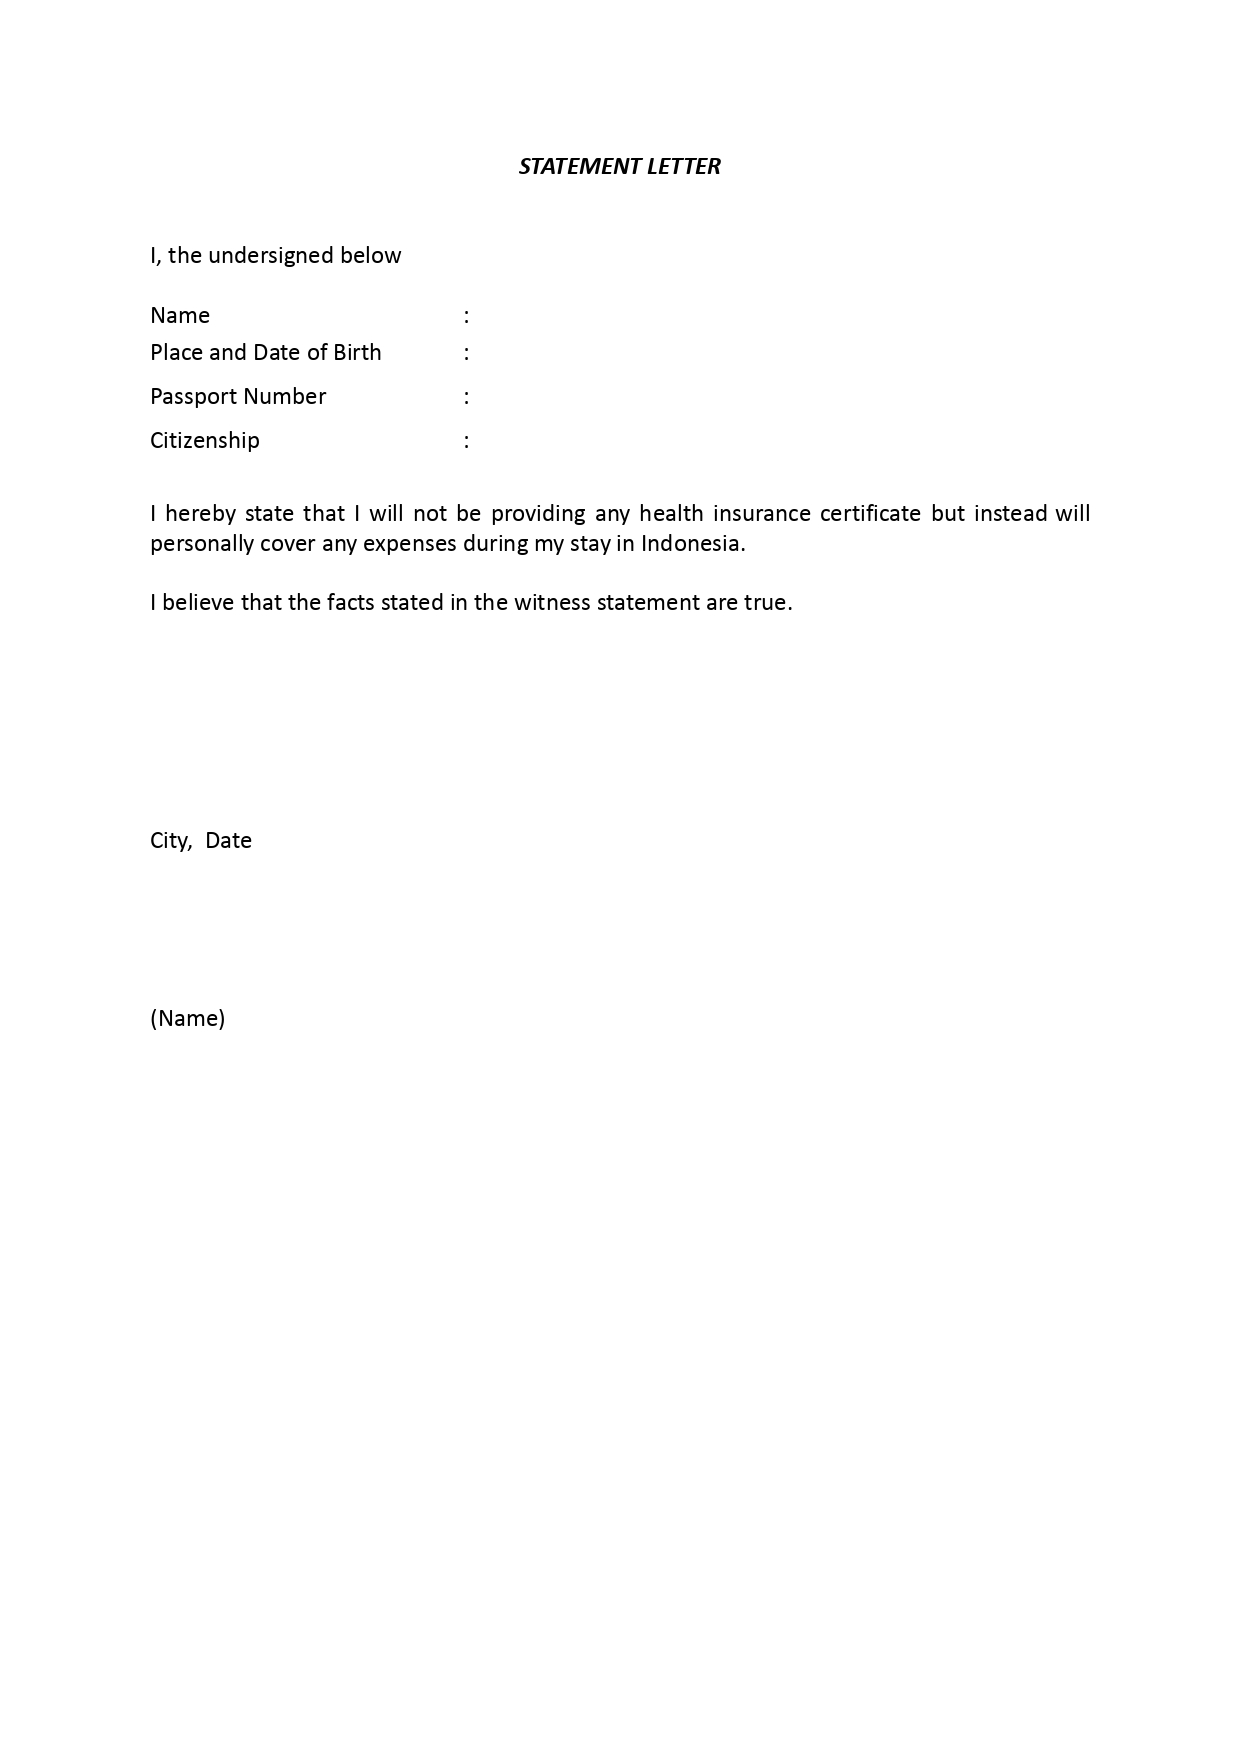 STATEMENT LETTER
I, the undersigned below
Name :
Place and Date of Birth :
Passport Number :
Citizenship :
I hereby state that I will not be providing any health insurance certificate but instead will
personally cover any expenses during my stay in Indonesia.
I believe that the facts stated in the witness statement are true.
City, Date
(Name)